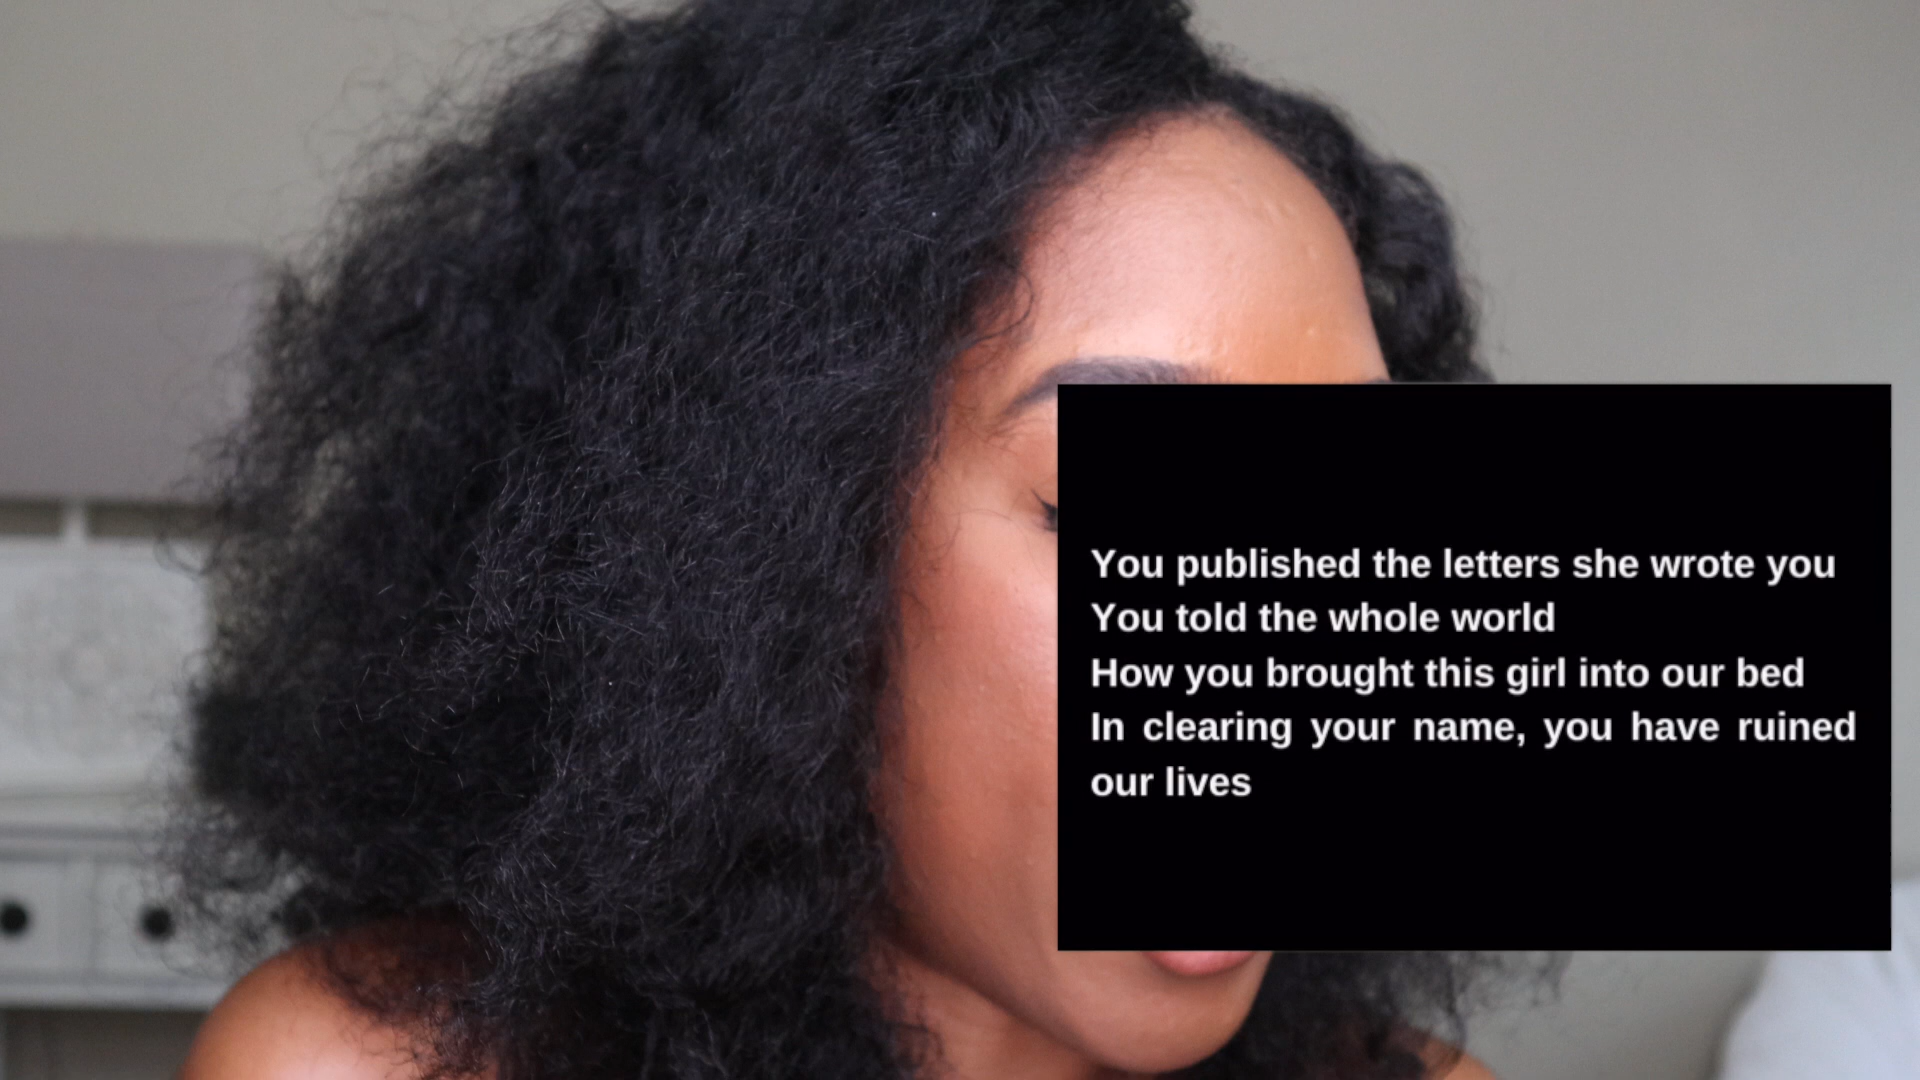 You published the letters she wrote you
You told the whole world
How you brought this girl into our bed
In clearing your name, you have ruined
our lives